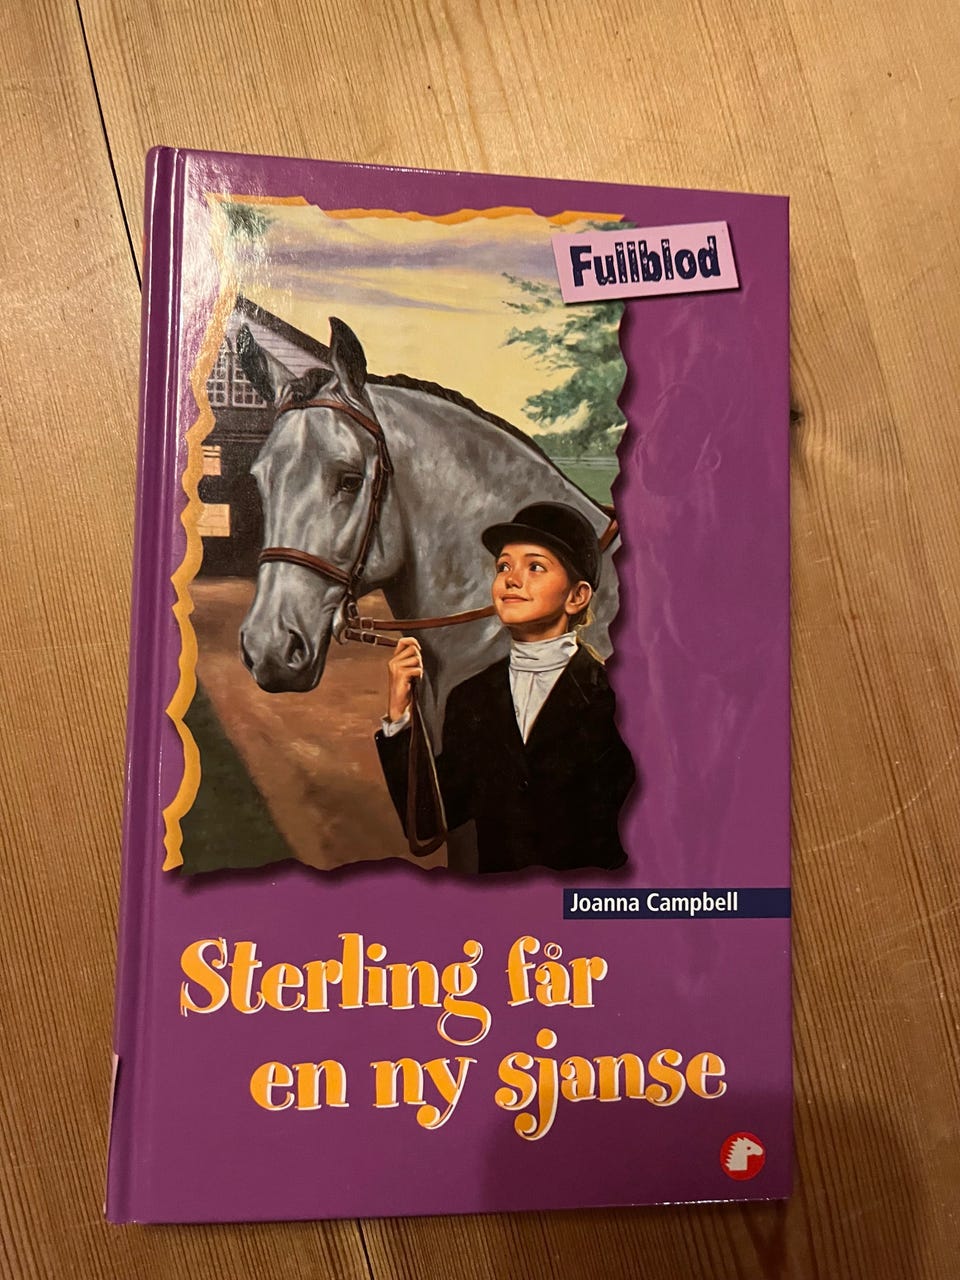 Fullblod
Joanna Campbell
Sterling får
en ny sjanse